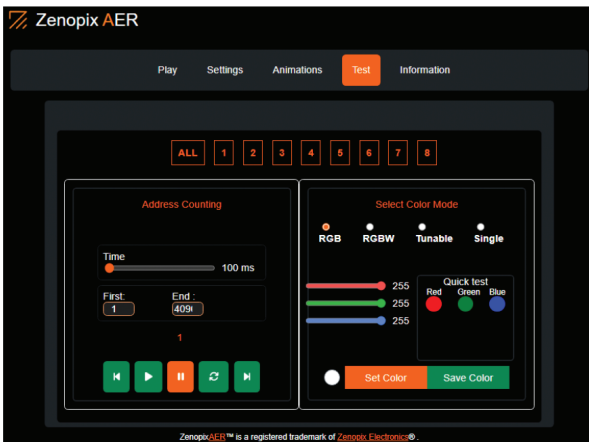 Zenopix AER
Play Settings Animations Test Information
ALL 1 2 3 4 5 6 7 8
Address Counting
Time
100 ms
First: End :
1 409
1
Select Color Mode
RGB RGBW Tunable Single
255
255
255
Quick test
Red Green Blue
Set Color Save Color
ZenopixAER™ is a registered trademark of Zenopix Electronics® .